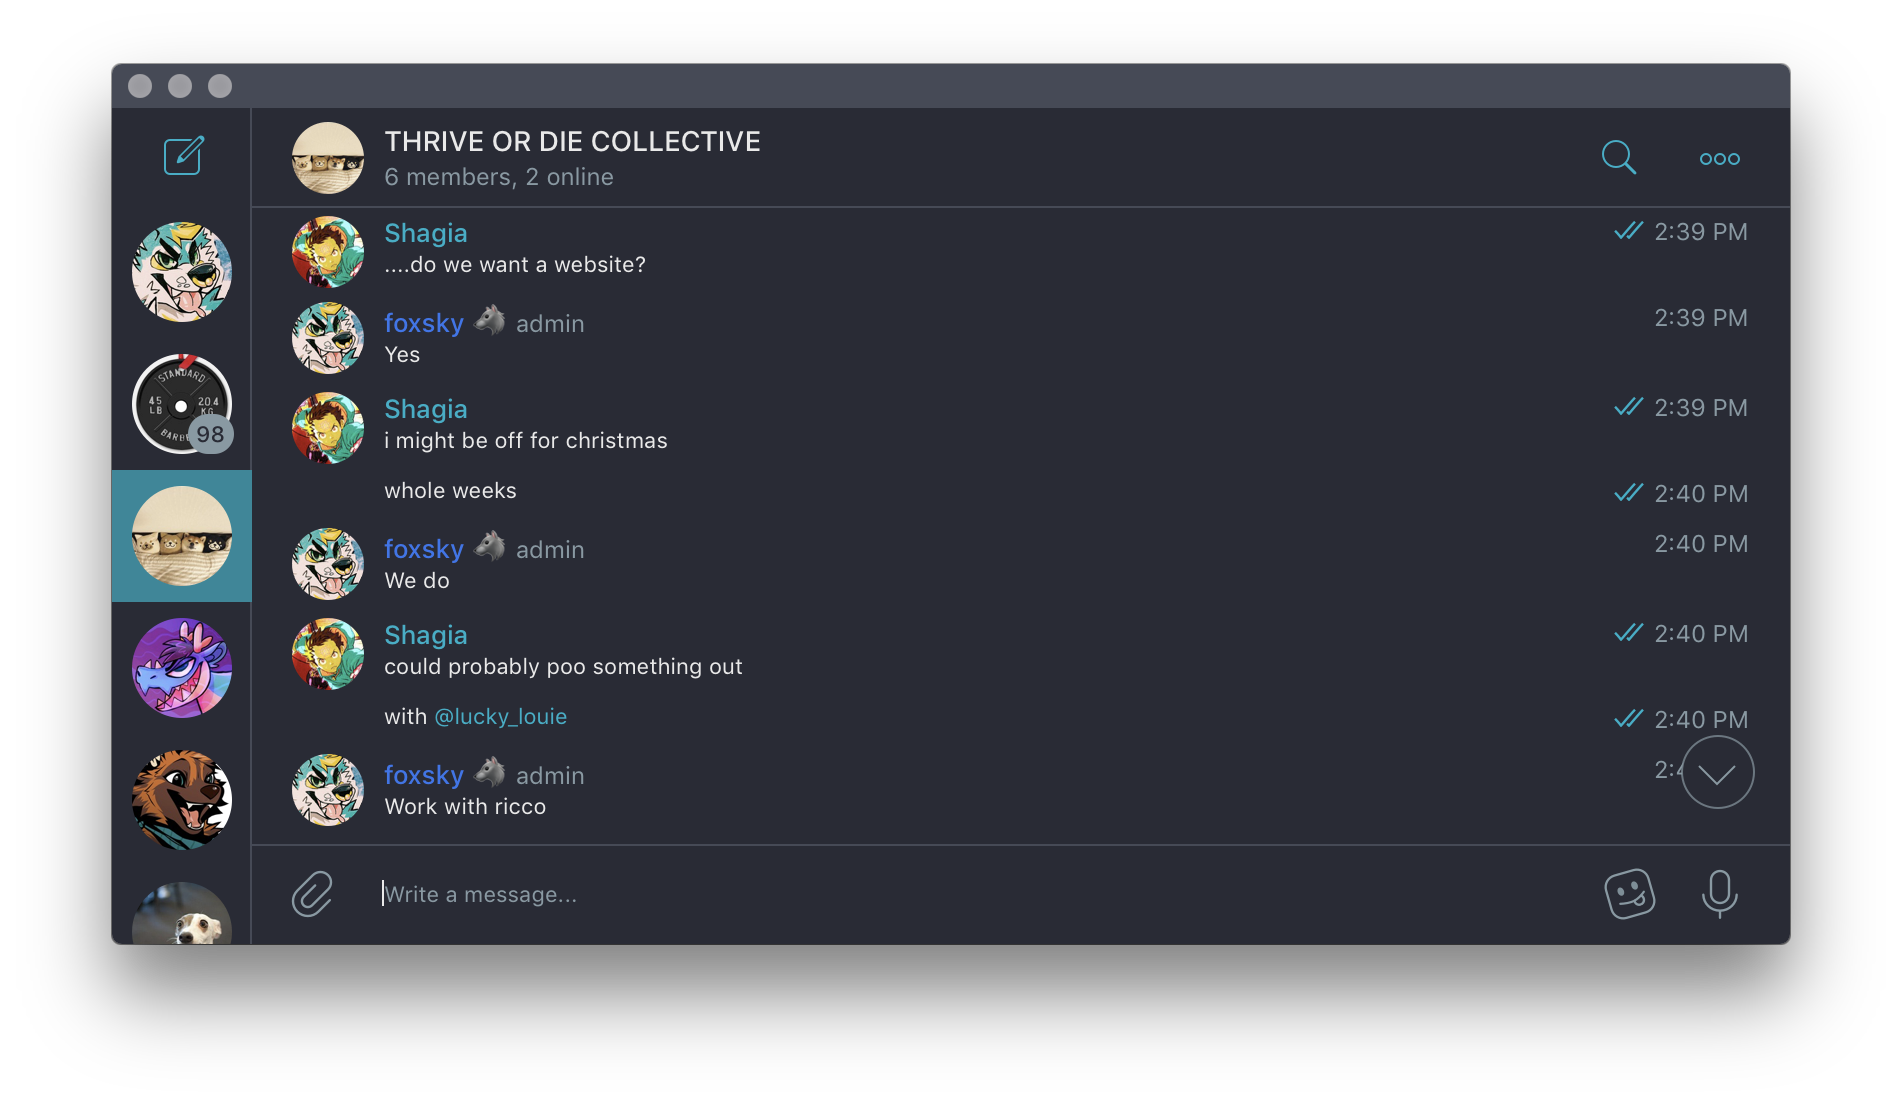 THRIVE OR DIE COLLECTIVE
6 members, 2 online
Shagia
2:39 PM
....do we want a website?
foxsky 🐺 admin
2:39 PM
Yes
Shagia
2:39 PM
i might be off for christmas
whole weeks
2:40 PM
foxsky 🐺 admin
2:40 PM
We do
Shagia
2:40 PM
could probably poo something out
with @lucky_louie
2:40 PM
foxsky 🐺 admin
Work with ricco
Write a message...
STANDARD
45 LB
20.4 KG
98